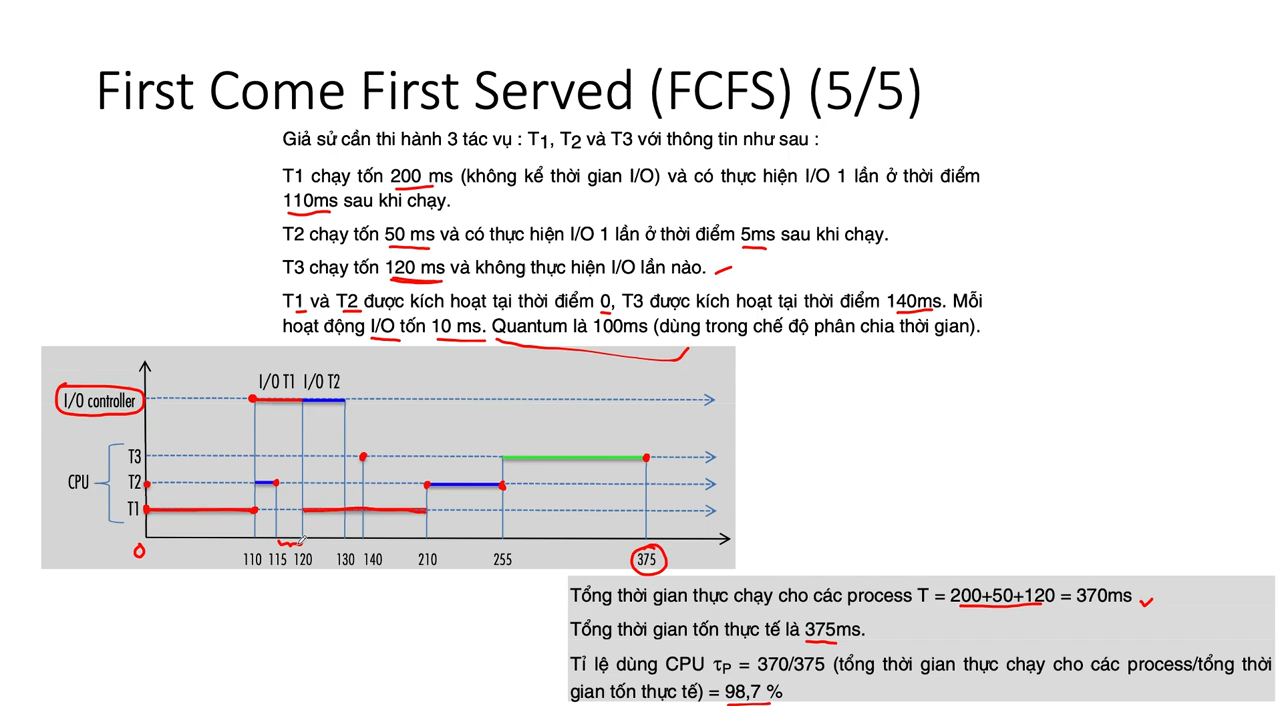 First Come First Served (FCFS) (5/5)
Giả sử cần thi hành 3 tác vụ : T1, T2 và T3 với thông tin như sau :
T1 chạy tốn 200 ms (không kể thời gian I/O) và có thực hiện I/O 1 lần ở thời điểm
110ms sau khi chạy.
T2 chạy tốn 50 ms và có thực hiện I/O 1 lần ở thời điểm 5ms sau khi chạy.
T3 chạy tốn 120 ms và không thực hiện I/O lần nào.
T1 và T2 được kích hoạt tại thời điểm 0, T3 được kích hoạt tại thời điểm 140ms. Mỗi
hoạt động I/O tốn 10 ms. Quantum là 100ms (dùng trong chế độ phân chia thời gian).
I/O T1 I/O T2
I/O controller
T3
CPU T2
T1
0 110 115 120 130 140 210 255 375
Tổng thời gian thực chạy cho các process T = 200+50+120 = 370ms
Tổng thời gian tốn thực tế là 375ms.
Tỉ lệ dùng CPU τP = 370/375 (tổng thời gian thực chạy cho các process/tổng thời
gian tốn thực tế) = 98,7 %